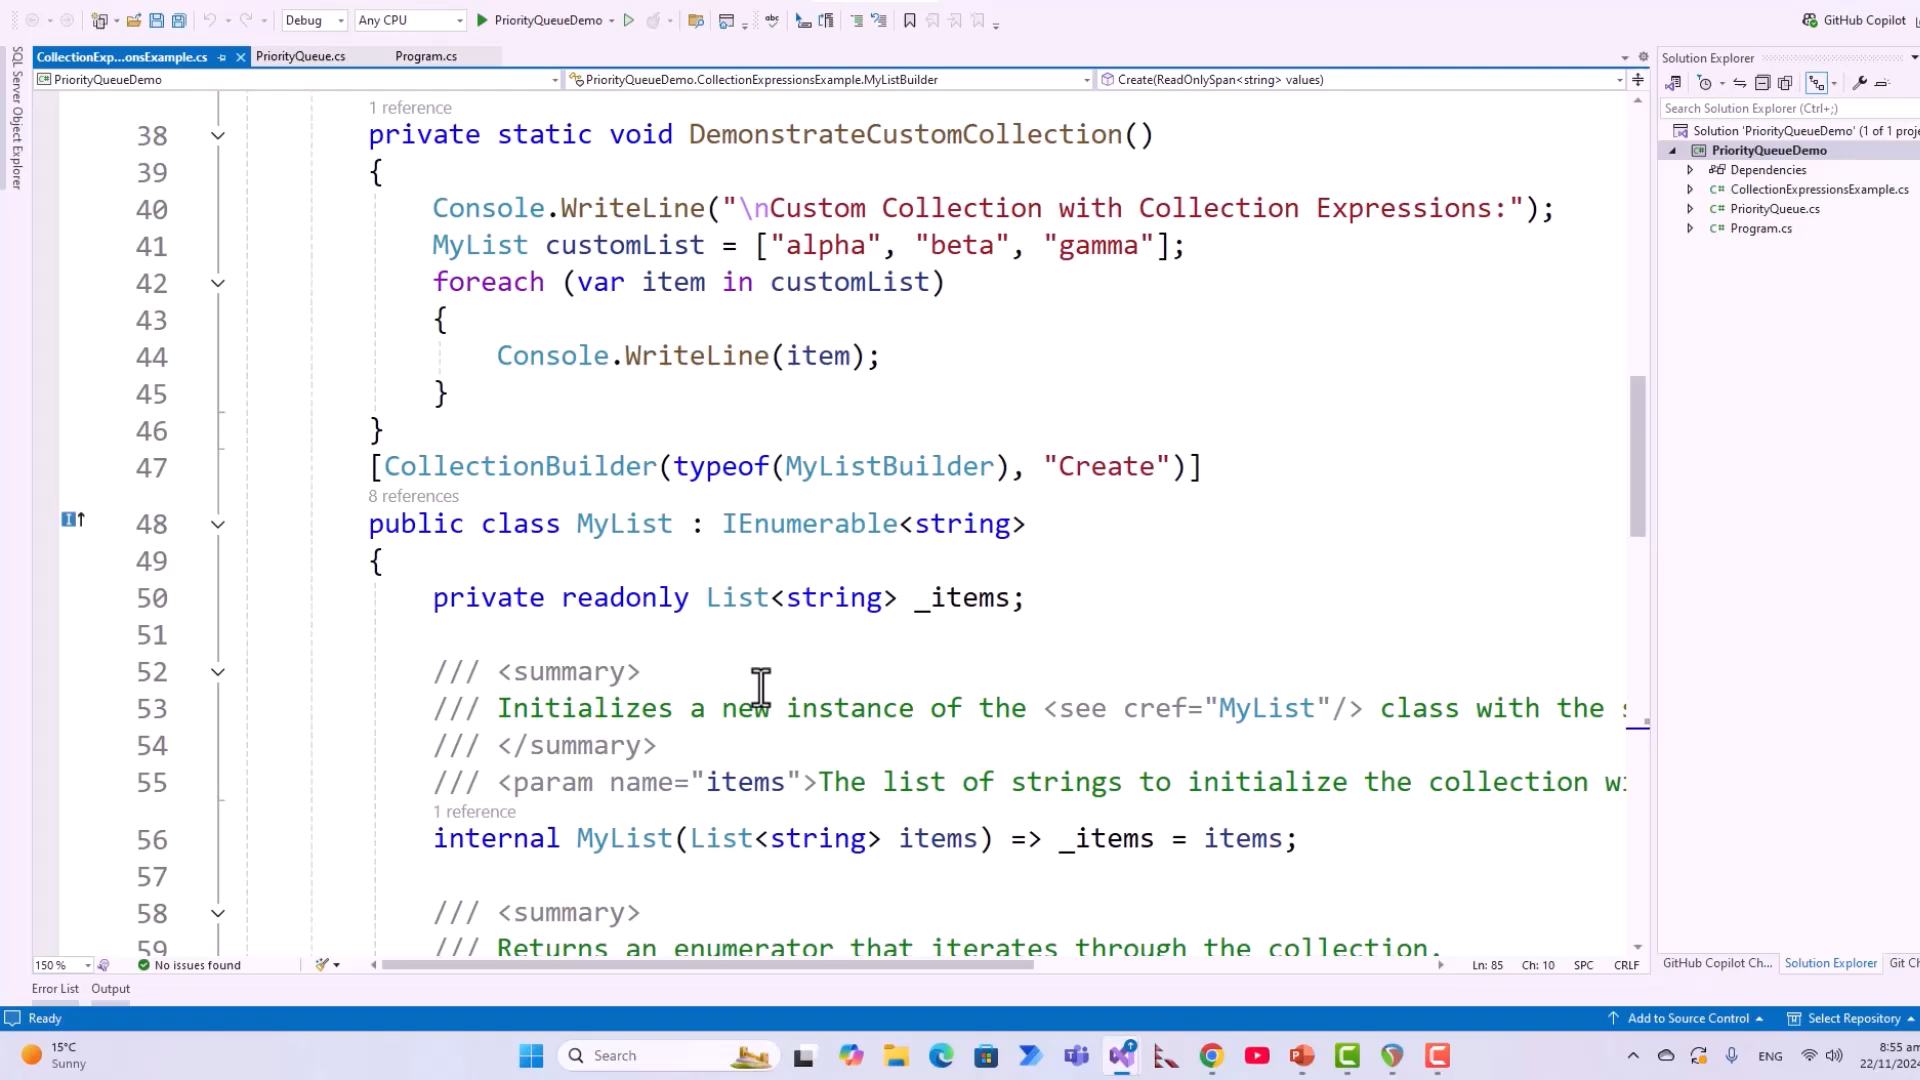 Debug
Any CPU
PriorityQueueDemo
GitHub Copilot
CollectionExp...onsExample.cs
PriorityQueue.cs
Program.cs
PriorityQueueDemo
PriorityQueueDemo.CollectionExpressionsExample.MyListBuilder
Create(ReadOnlySpan<string> values)
SQL Server Object Explorer
1 reference
38 private static void DemonstrateCustomCollection()
39 {
40 Console.WriteLine("\nCustom Collection with Collection Expressions:");
41 MyList customList = ["alpha", "beta", "gamma"];
42 foreach (var item in customList)
43 {
44 Console.WriteLine(item);
45 }
46 }
47 [CollectionBuilder(typeof(MyListBuilder), "Create")]
8 references
48 public class MyList : IEnumerable<string>
49 {
50 private readonly List<string> _items;
51
52 /// <summary>
53 /// Initializes a new instance of the <see cref="MyList"/> class with the
54 /// </summary>
55 /// <param name="items">The list of strings to initialize the collection
1 reference
56 internal MyList(List<string> items) => _items = items;
57
58 /// <summary>
59 /// Returns an enumerator that iterates through the collection.
150 %
No issues found
Ln: 85
Ch: 10
SPC
CRLF
Solution Explorer
Search Solution Explorer (Ctrl+;)
Solution 'PriorityQueueDemo' (1 of 1
PriorityQueueDemo
Dependencies
C# CollectionExpressionsExample.cs
C# PriorityQueue.cs
C# Program.cs
GitHub Copilot Ch...
Solution Explorer
Error List
Output
Ready
Add to Source Control
Select Repository
15°C
Sunny
Search
ENG
8:55 am